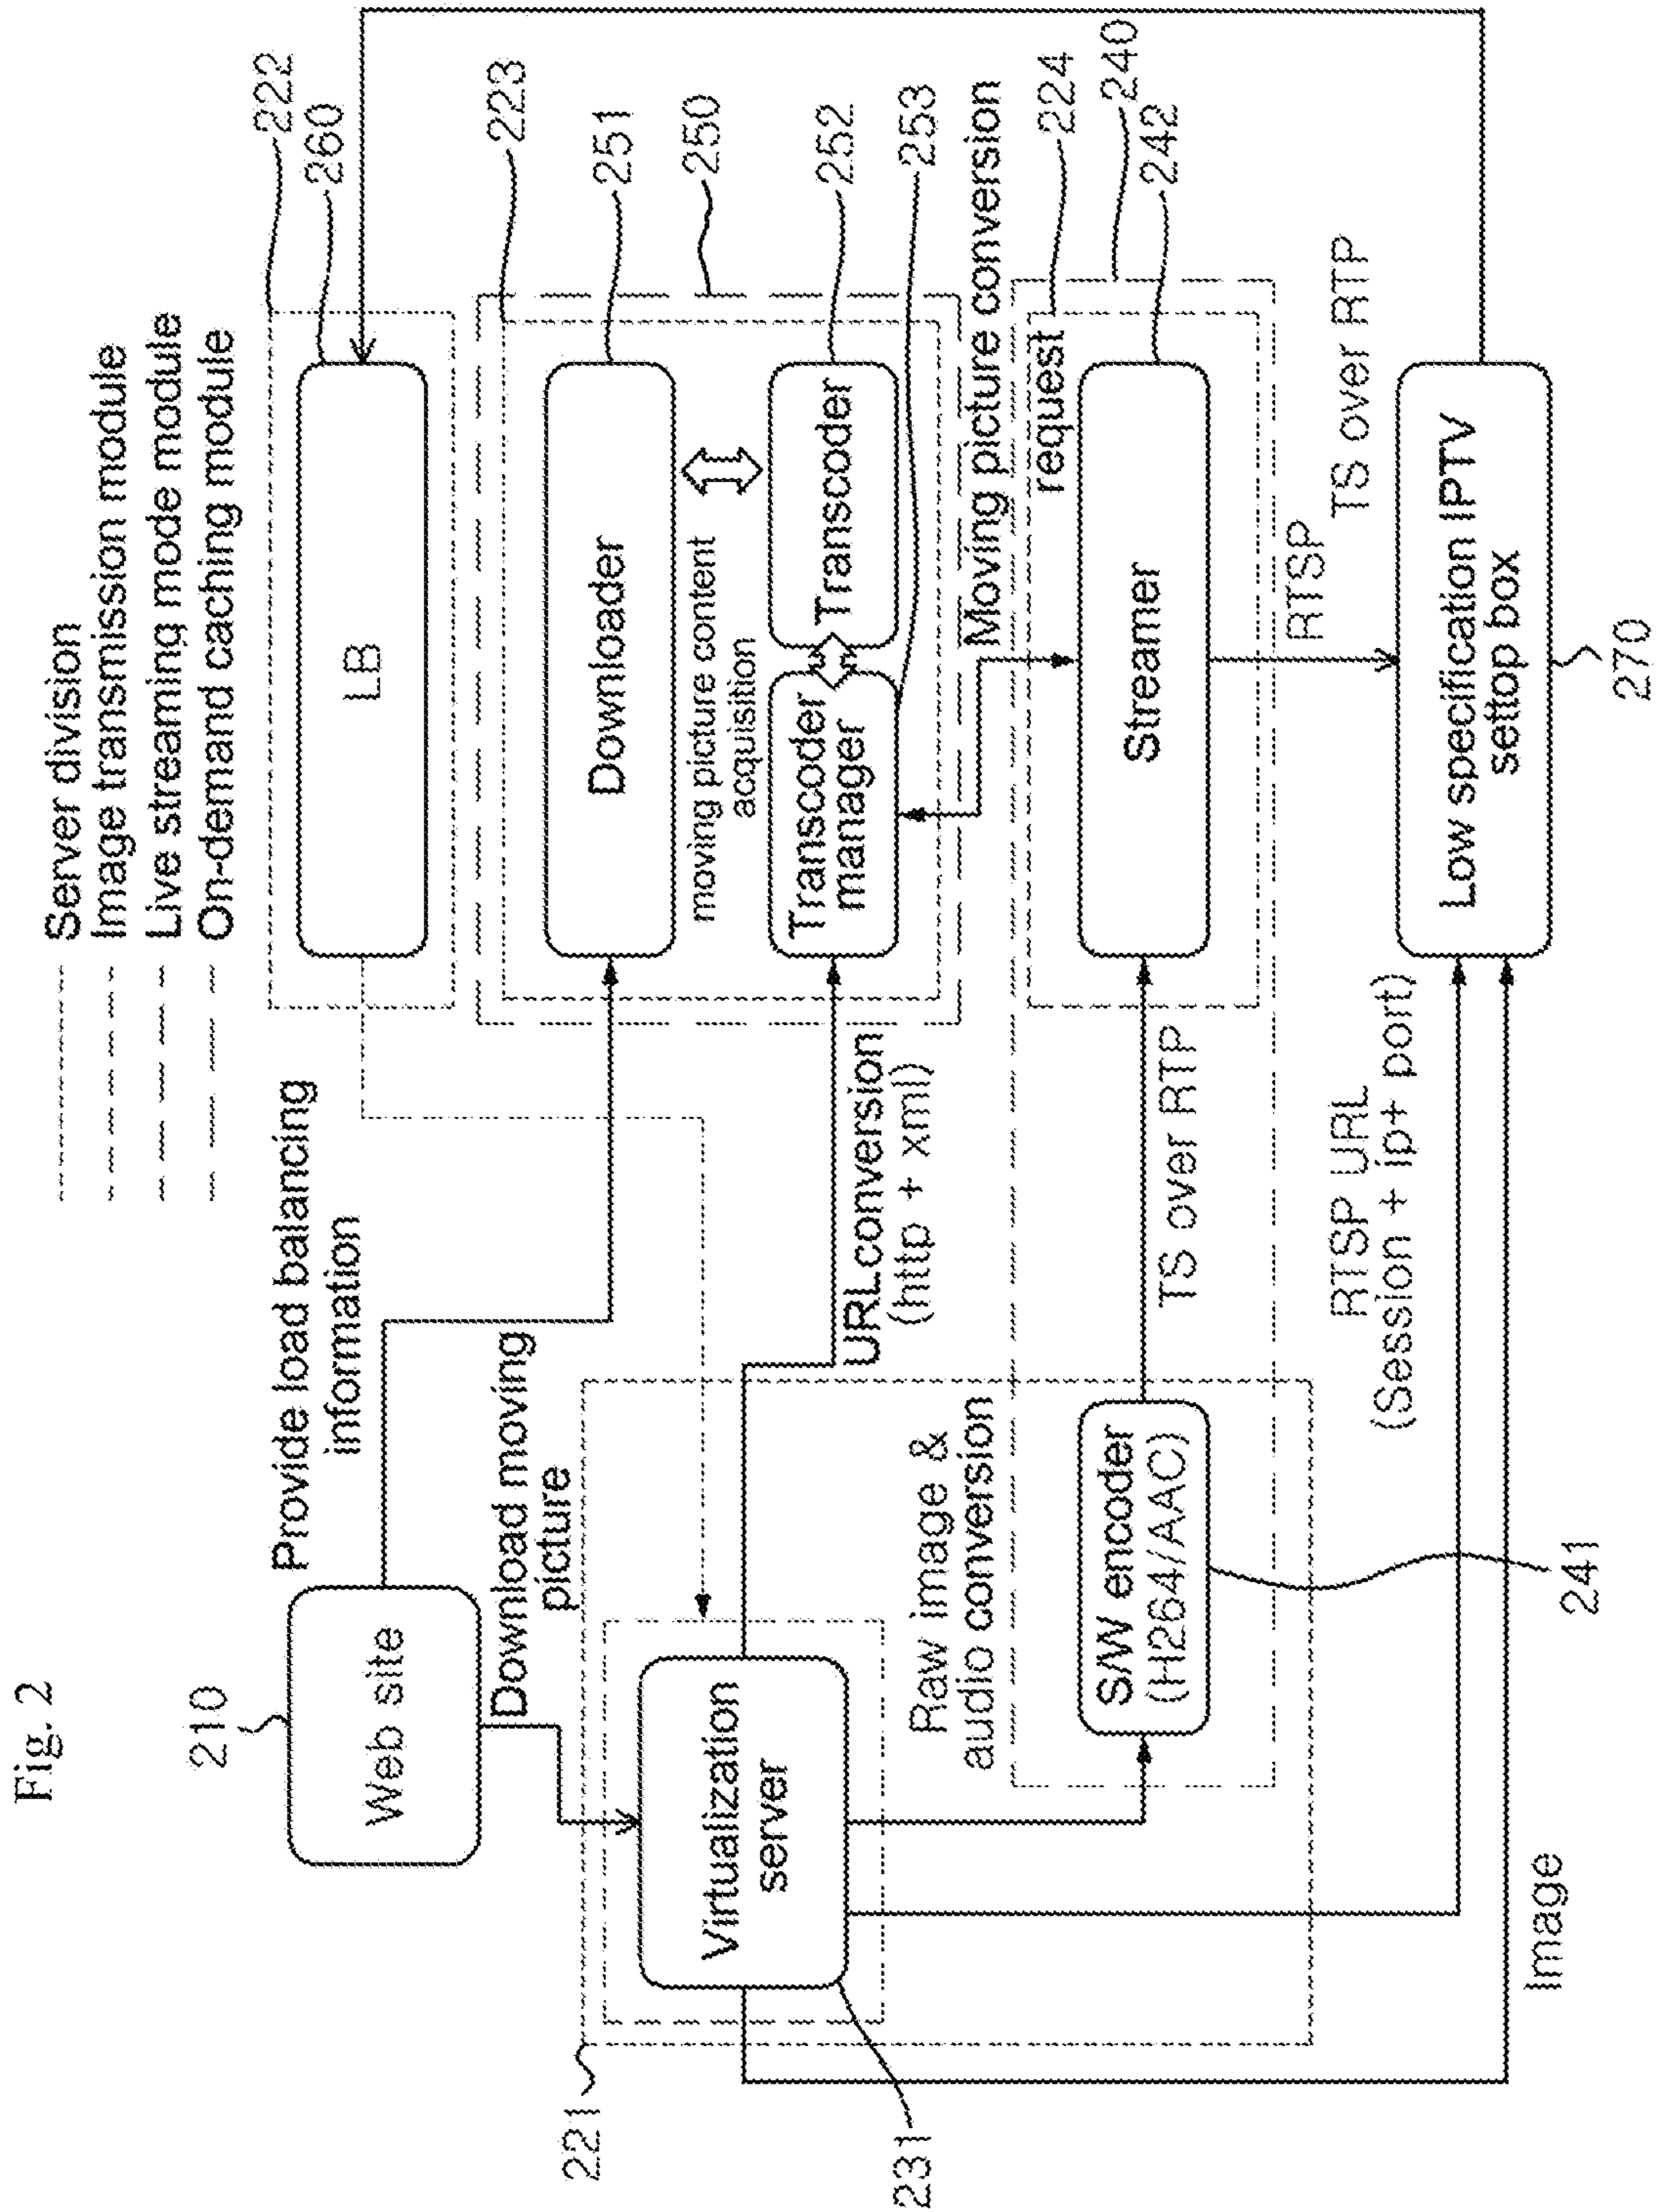 Fig. 2
Server division
Image transmission module
Live streaming mode module
On-demand caching module
210
Web site
Provide load balancing
information
LB
222
260
Download moving
picture
221
Virtualization
server
231
Downloader
moving picture content
acquisition
Transcoder
manager
Transcoder
223
251
250
252
253
URL conversion
(http + xml)
Moving picture conversion
request
Raw image &
audio conversion
S/W encoder
(H264/AAC)
241
TS over RTP
Streamer
224
240
242
RTSP
TS over RTP
RTSP URL
(Session + ip+ port)
Image
Low specification IPTV
settop box
270